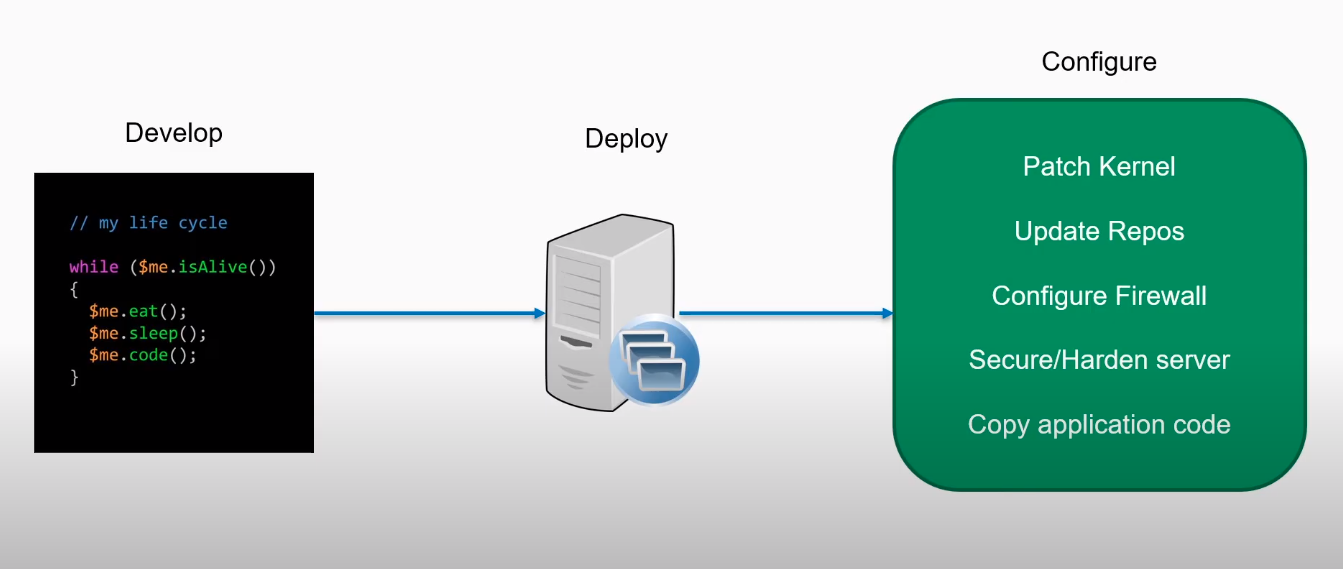 Develop
// my life cycle
while ($me.isAlive())
{
$me.eat();
$me.sleep();
$me.code();
}
Deploy
Configure
Patch Kernel
Update Repos
Configure Firewall
Secure/Harden server
Copy application code